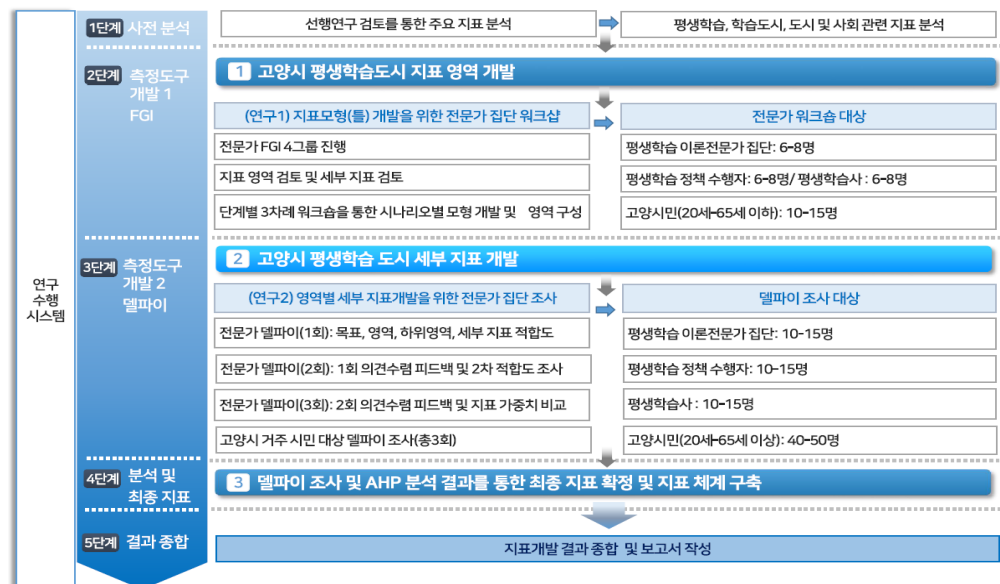 연구
수행
시스템
1단계 사전 분석
선행연구 검토를 통한 주요 지표 분석
평생학습, 학습도시, 도시 및 사회 관련 지표 분석
2단계 측정도구
개발 1
FGI
1 고양시 평생학습도시 지표 영역 개발
(연구1) 지표모형(틀) 개발을 위한 전문가 집단 워크샵
전문가 워크숍 대상
전문가 FGI 4그룹 진행
평생학습 이론전문가 집단: 6-8명
지표 영역 검토 및 세부 지표 검토
평생학습 정책 수행자: 6-8명/ 평생학습사 : 6-8명
단계별 3차례 워크숍을 통한 시나리오별 모형 개발 및 영역 구성
고양시민(20세-65세 이하): 10-15명
3단계 측정도구
개발 2
델파이
2 고양시 평생학습 도시 세부 지표 개발
(연구2) 영역별 세부 지표개발을 위한 전문가 집단 조사
델파이 조사 대상
전문가 델파이(1회): 목표, 영역, 하위영역, 세부 지표 적합도
평생학습 이론전문가 집단: 10-15명
전문가 델파이(2회): 1회 의견수렴 피드백 및 2차 적합도 조사
평생학습 정책 수행자: 10-15명
전문가 델파이(3회): 2회 의견수렴 피드백 및 지표 가중치 비교
평생학습사 : 10-15명
고양시 거주 시민 대상 델파이 조사(총3회)
고양시민(20세-65세 이상): 40-50명
4단계 분석 및
최종 지표
3 델파이 조사 및 AHP 분석 결과를 통한 최종 지표 확정 및 지표 체계 구축
5단계 결과 종합
지표개발 결과 종합 및 보고서 작성